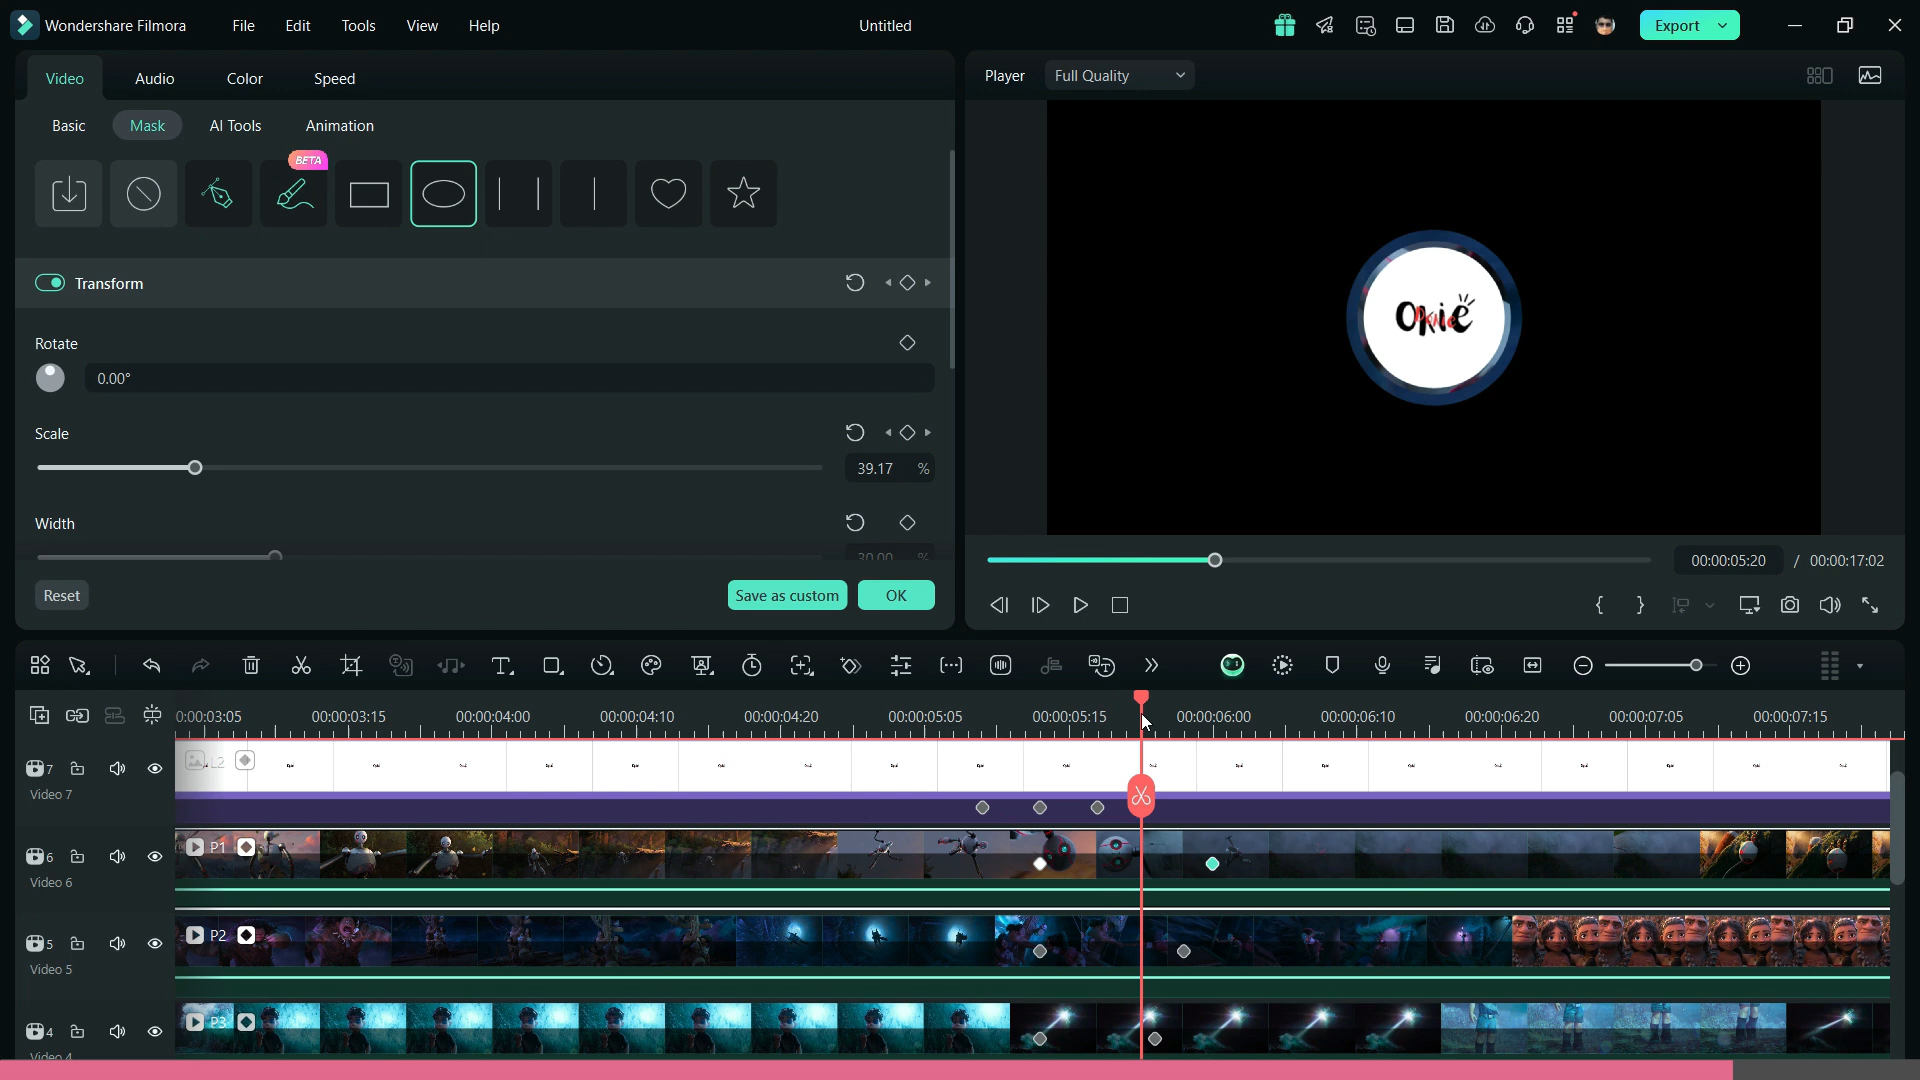 Wondershare Filmora
File
Edit
Tools
View
Help
Untitled
Export
Video
Audio
Color
Speed
Player
Full Quality
Basic
Mask
AI Tools
Animation
BETA
Transform
Rotate
0.00°
Scale
39.17 %
Width
30.00 %
Reset
Save as custom
OK
Okie
00:00:05:20 / 00:00:17:02
0:00:03:05
00:00:03:15
00:00:04:00
00:00:04:10
00:00:04:20
00:00:05:05
00:00:05:15
00:00:06:00
00:00:06:10
00:00:06:20
00:00:07:05
00:00:07:15
7
Video 7
L2
6
Video 6
P1
5
Video 5
P2
4
Video 4
P3